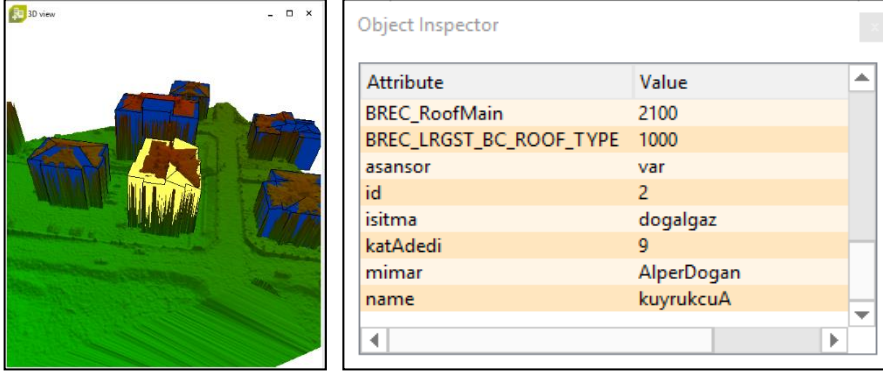 3D view
Object Inspector
Attribute Value
BREC_RoofMain 2100
BREC_LRGST_BC_ROOF_TYPE 1000
asansor var
id 2
isitma dogalgaz
katAdedi 9
mimar AlperDogan
name kuyrukcuA